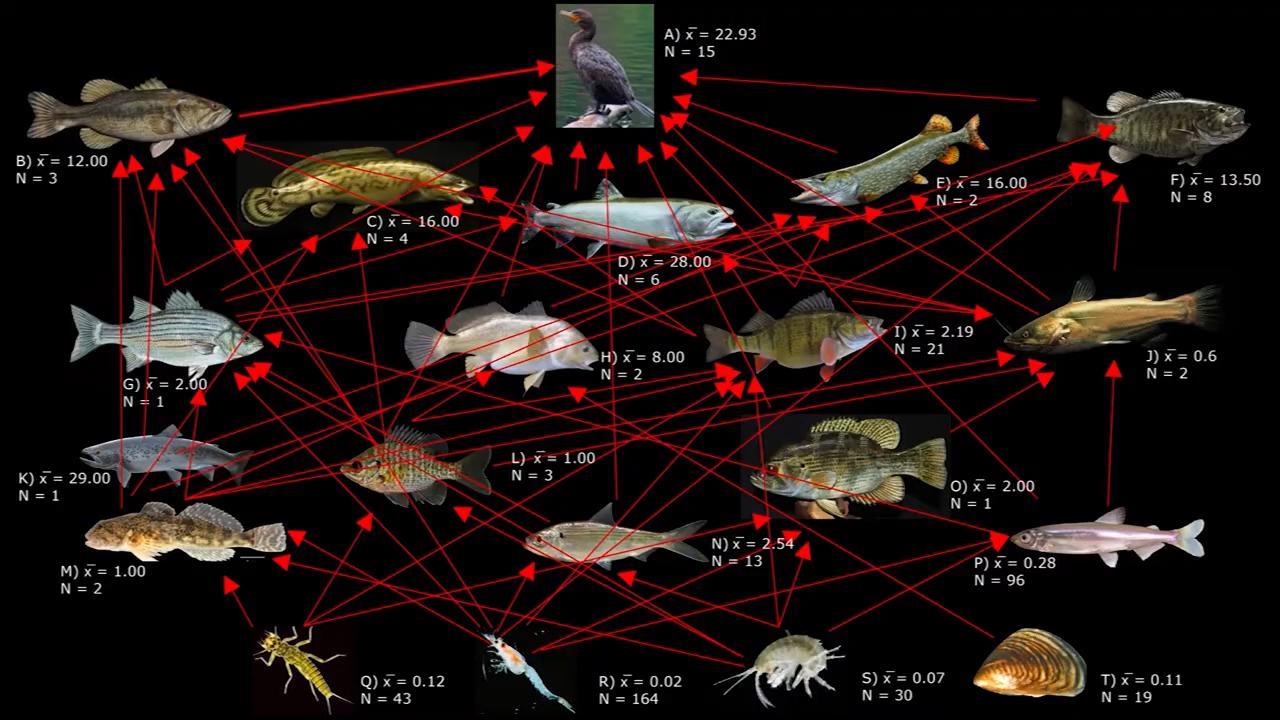 A) x̄ = 22.93
N = 15
B) x̄ = 12.00
N = 3
C) x̄ = 16.00
N = 4
D) x̄ = 28.00
N = 6
E) x̄ = 16.00
N = 2
F) x̄ = 13.50
N = 8
G) x̄ = 2.00
N = 1
H) x̄ = 8.00
N = 2
I) x̄ = 2.19
N = 21
J) x̄ = 0.6
N = 2
K) x̄ = 29.00
N = 1
L) x̄ = 1.00
N = 3
M) x̄ = 1.00
N = 2
N) x̄ = 2.54
N = 13
O) x̄ = 2.00
N = 1
P) x̄ = 0.28
N = 96
Q) x̄ = 0.12
N = 43
R) x̄ = 0.02
N = 164
S) x̄ = 0.07
N = 30
T) x̄ = 0.11
N = 19